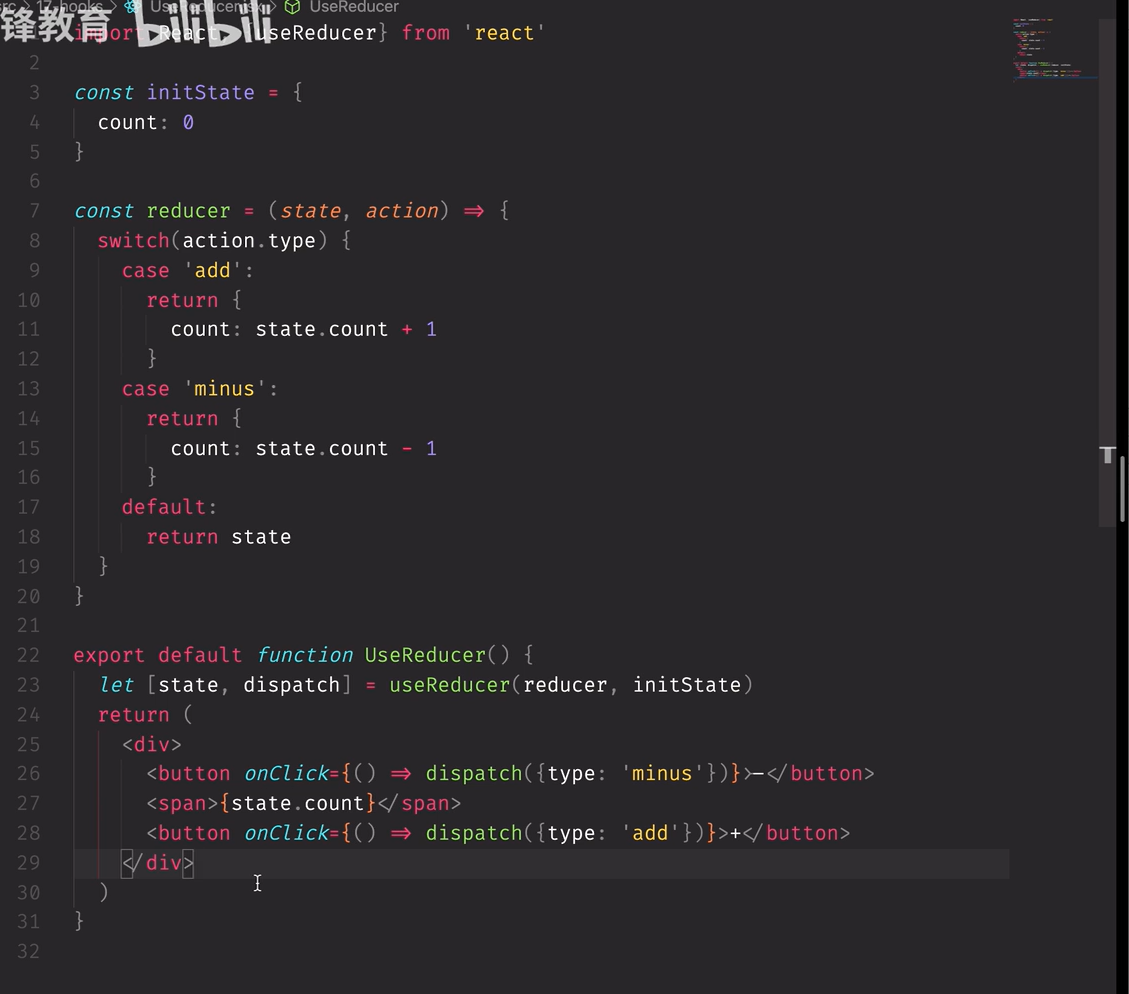 锋教育 bilibili
17-hooks > UseReducer.jsx > UseReducer
import React, {useReducer} from 'react'
2
3 const initState = {
4 count: 0
5 }
6
7 const reducer = (state, action) => {
8 switch(action.type) {
9 case 'add':
10 return {
11 count: state.count + 1
12 }
13 case 'minus':
14 return {
15 count: state.count - 1
16 }
17 default:
18 return state
19 }
20 }
21
22 export default function UseReducer() {
23 let [state, dispatch] = useReducer(reducer, initState)
24 return (
25 <div>
26 <button onClick={() => dispatch({type: 'minus'})}>-</button>
27 <span>{state.count}</span>
28 <button onClick={() => dispatch({type: 'add'})}>+</button>
29 </div>
30 )
31 }
32